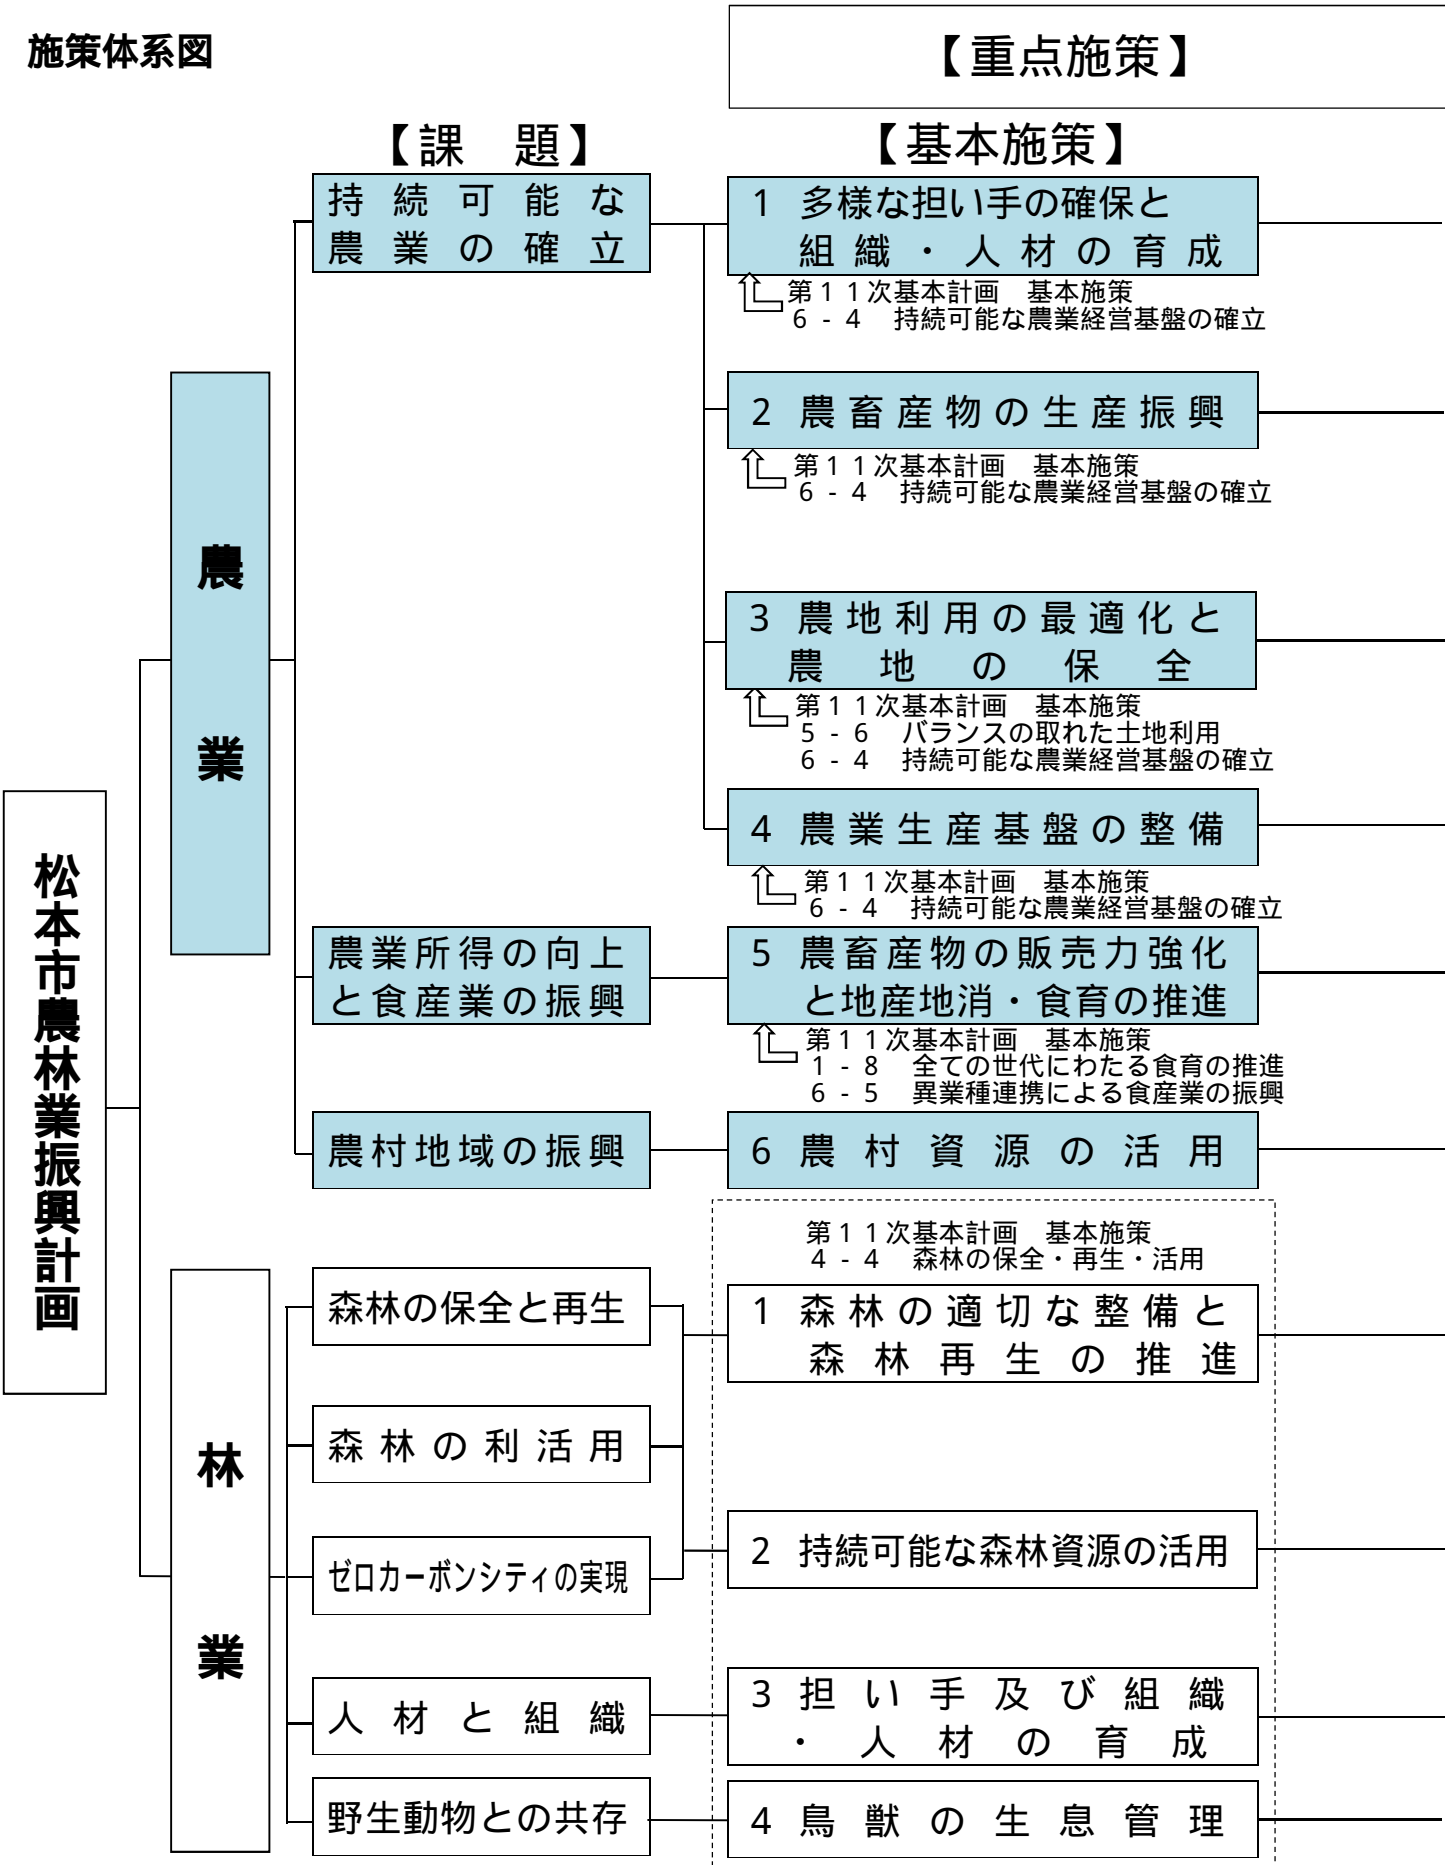 施策体系図
【重点施策】
【課　題】
【基本施策】
松本市農林業振興計画
農業
持続可能な
農業の確立
1 多様な担い手の確保と
組織・人材の育成
第11次基本計画　基本施策
6-4　持続可能な農業経営基盤の確立
2 農畜産物の生産振興
第11次基本計画　基本施策
6-4　持続可能な農業経営基盤の確立
3 農地利用の最適化と
農地の保全
第11次基本計画　基本施策
5-6　バランスの取れた土地利用
6-4　持続可能な農業経営基盤の確立
4 農業生産基盤の整備
第11次基本計画　基本施策
6-4　持続可能な農業経営基盤の確立
農業所得の向上
と食産業の振興
5 農畜産物の販売力強化
と地産地消・食育の推進
第11次基本計画　基本施策
1-8　全ての世代にわたる食育の推進
6-5　異業種連携による食産業の振興
農村地域の振興
6 農村資源の活用
林業
第11次基本計画　基本施策
4-4　森林の保全・再生・活用
森林の保全と再生
1 森林の適切な整備と
森林再生の推進
森林の利活用
ゼロカーボンシティの実現
2 持続可能な森林資源の活用
人材と組織
3 担い手及び組織
・人材の育成
野生動物との共存
4 鳥獣の生息管理